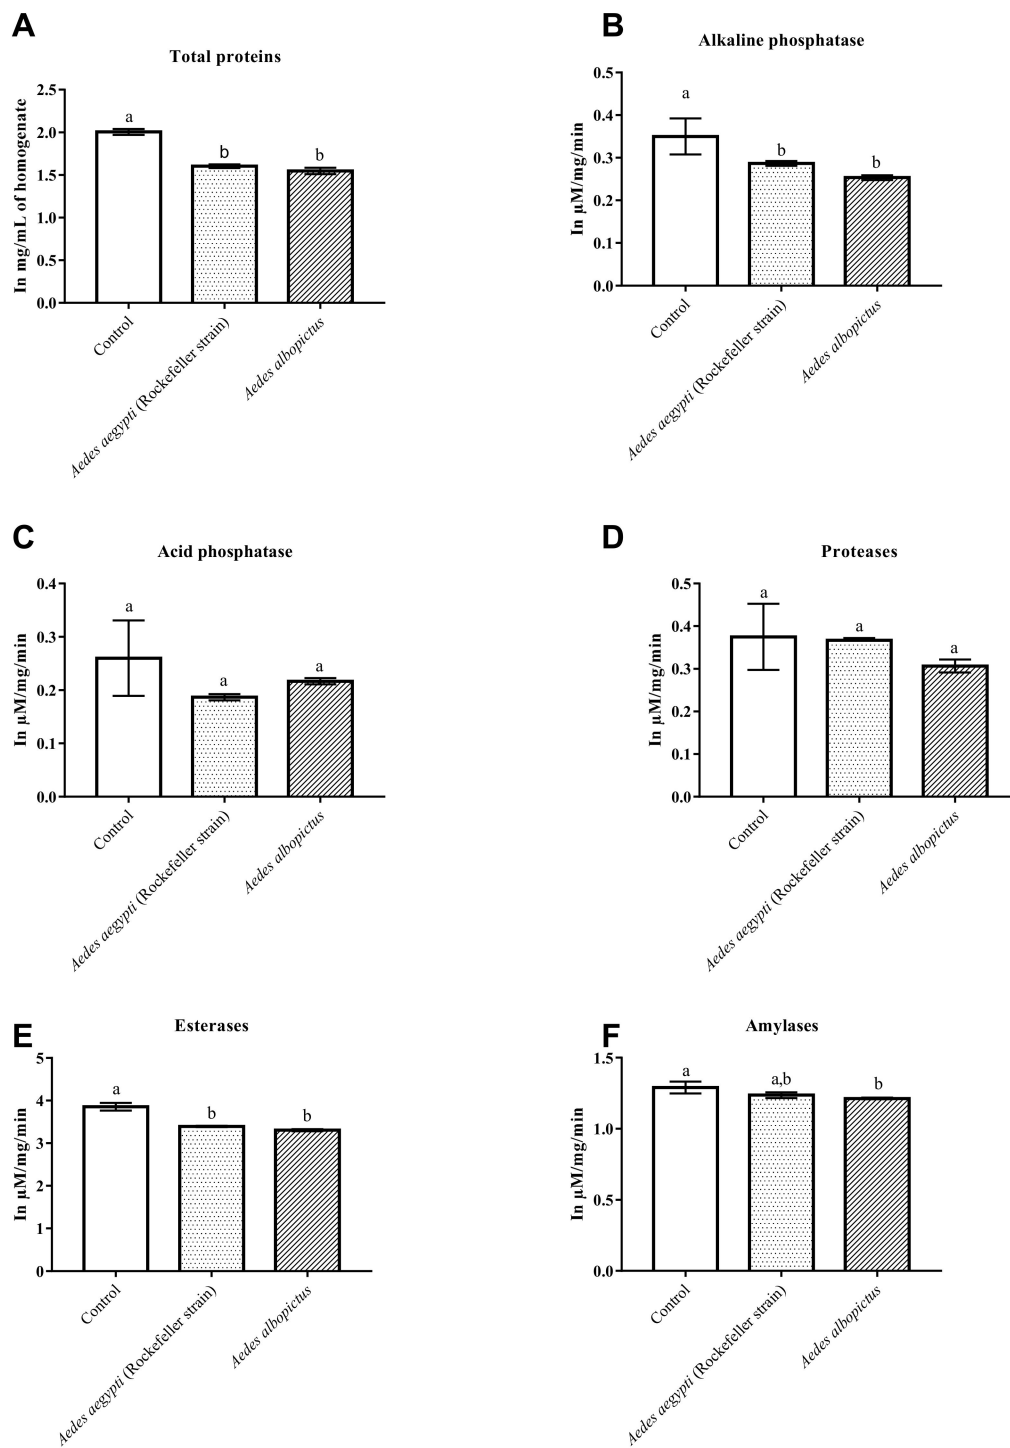 A
Total proteins
In mg/mL of homogenate
2.5
2.0
1.5
1.0
0.5
0.0
a
b
b
Control
Aedes aegypti (Rockefeller strain)
Aedes albopictus
B
Alkaline phosphatase
In µM/mg/min
0.5
0.4
0.3
0.2
0.1
0.0
a
b
b
Control
Aedes aegypti (Rockefeller strain)
Aedes albopictus
C
Acid phosphatase
In µM/mg/min
0.4
0.3
0.2
0.1
0.0
a
a
a
Control
Aedes aegypti (Rockefeller strain)
Aedes albopictus
D
Proteases
In µM/mg/min
0.5
0.4
0.3
0.2
0.1
0.0
a
a
a
Control
Aedes aegypti (Rockefeller strain)
Aedes albopictus
E
Esterases
In µM/mg/min
5
4
3
2
1
0
a
b
b
Control
Aedes aegypti (Rockefeller strain)
Aedes albopictus
F
Amylases
In µM/mg/min
1.5
1.0
0.5
0.0
a
a,b
b
Control
Aedes aegypti (Rockefeller strain)
Aedes albopictus